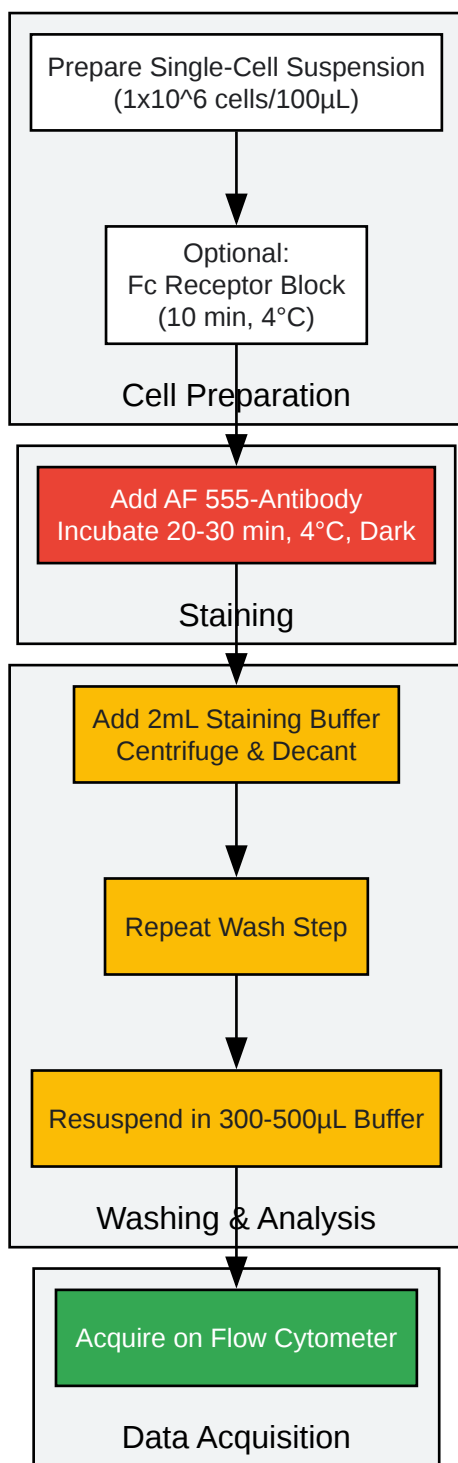 Prepare Single-Cell Suspension
(1x10^6 cells/100µL)
Optional:
Fc Receptor Block
(10 min, 4°C)
Cell Preparation
Add AF 555-Antibody
Incubate 20-30 min, 4°C, Dark
Staining
Add 2mL Staining Buffer
Centrifuge & Decant
Repeat Wash Step
Resuspend in 300-500µL Buffer
Washing & Analysis
Acquire on Flow Cytometer
Data Acquisition